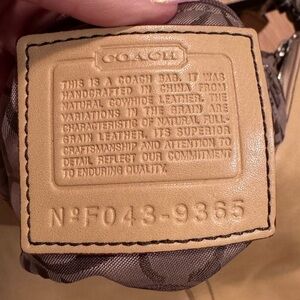 COACH
THIS IS A COACH BAG. IT WAS
HANDCRAFTED IN CHINA FROM
NATURAL COWHIDE LEATHER. THE
VARIATIONS IN THE GRAIN ARE
CHARACTERISTIC OF NATURAL FULL-
GRAIN LEATHER. ITS SUPERIOR
CRAFTSMANSHIP AND ATTENTION TO
DETAIL REFLECT OUR COMMITMENT
TO ENDURING QUALITY.
Nº F043-9365